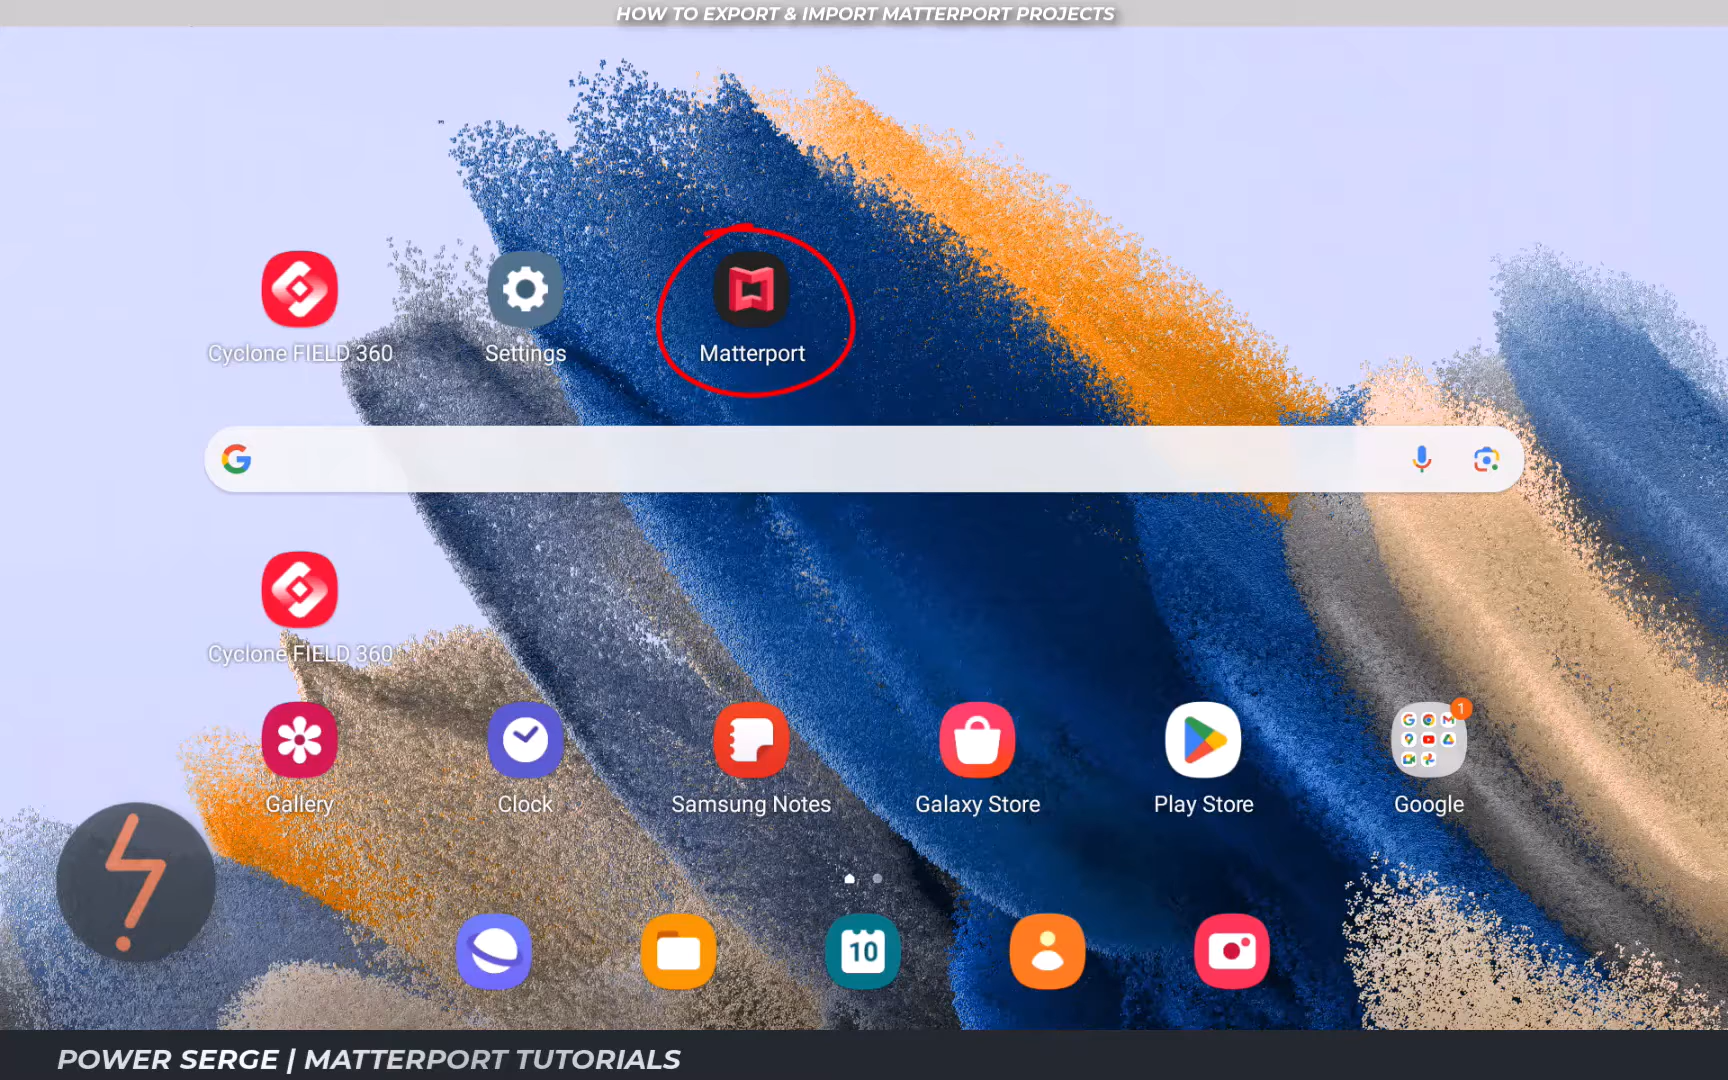 HOW TO EXPORT & IMPORT MATTERPORT PROJECTS
Cyclone FIELD 360
Settings
Matterport
Cyclone FIELD 360
1
Gallery
Clock
Samsung Notes
Galaxy Store
Play Store
Google
10
POWER SERGE | MATTERPORT TUTORIALS